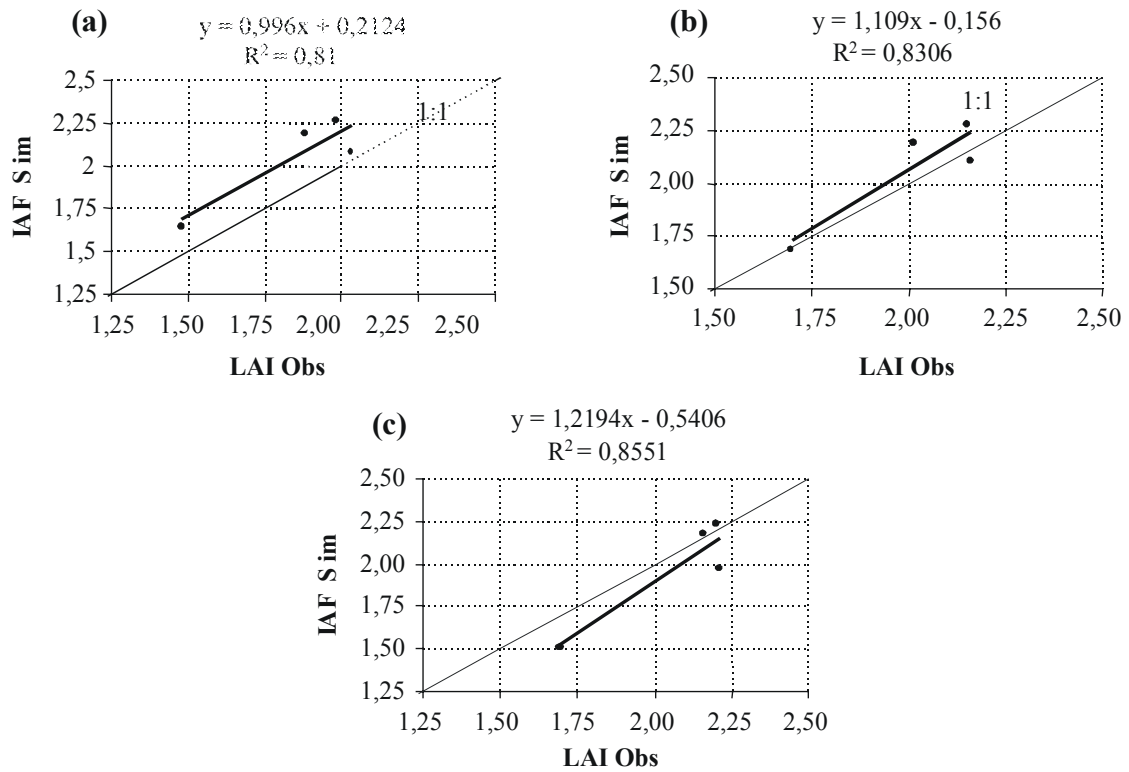 (a)
y = 0,996x + 0,2124
R² = 0,81
IAF Sim
2,5
2,25
2
1,75
1,5
1,25
1:1
1,25 1,50 1,75 2,00 2,25 2,50
LAI Obs
(b)
y = 1,109x - 0,156
R² = 0,8306
IAF Sim
2,50
2,25
2,00
1,75
1,50
1:1
1,50 1,75 2,00 2,25 2,50
LAI Obs
(c)
y = 1,2194x - 0,5406
R² = 0,8551
IAF Sim
2,50
2,25
2,00
1,75
1,50
1,25
1,25 1,50 1,75 2,00 2,25 2,50
LAI Obs